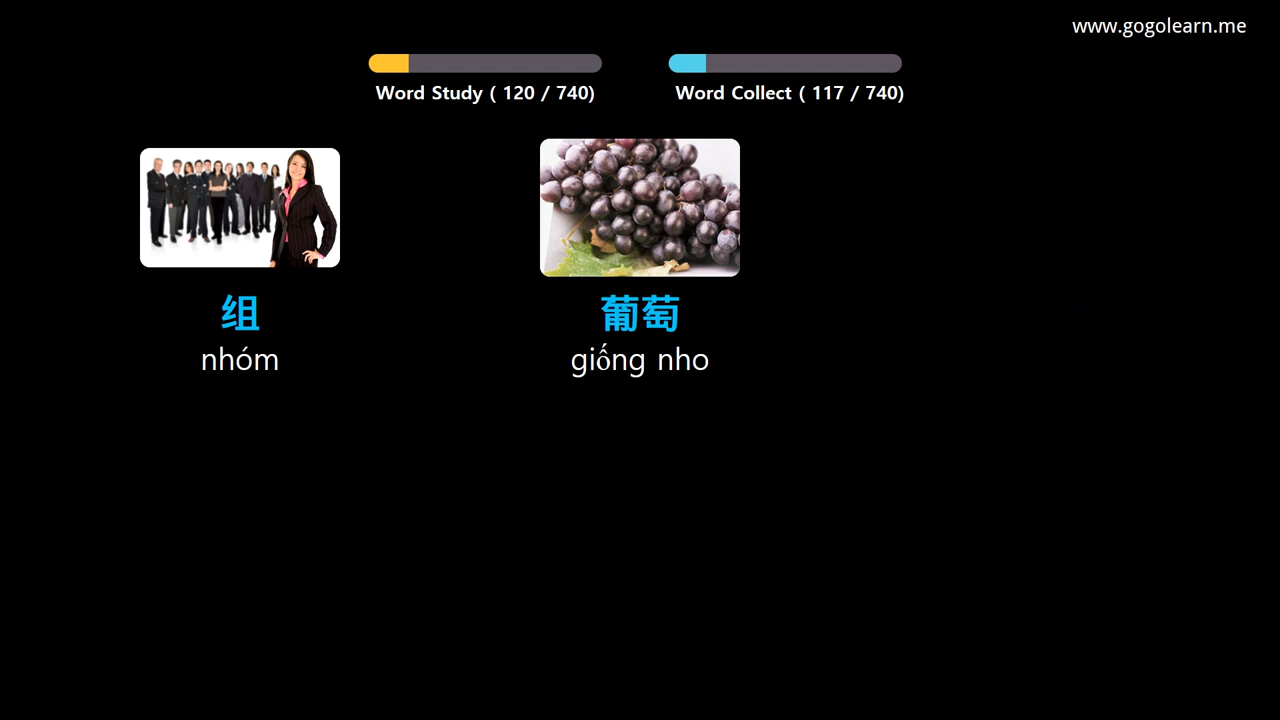 www.gogolearn.me
Word Study ( 120 / 740)
Word Collect ( 117 / 740)
组
nhóm
葡萄
giống nho